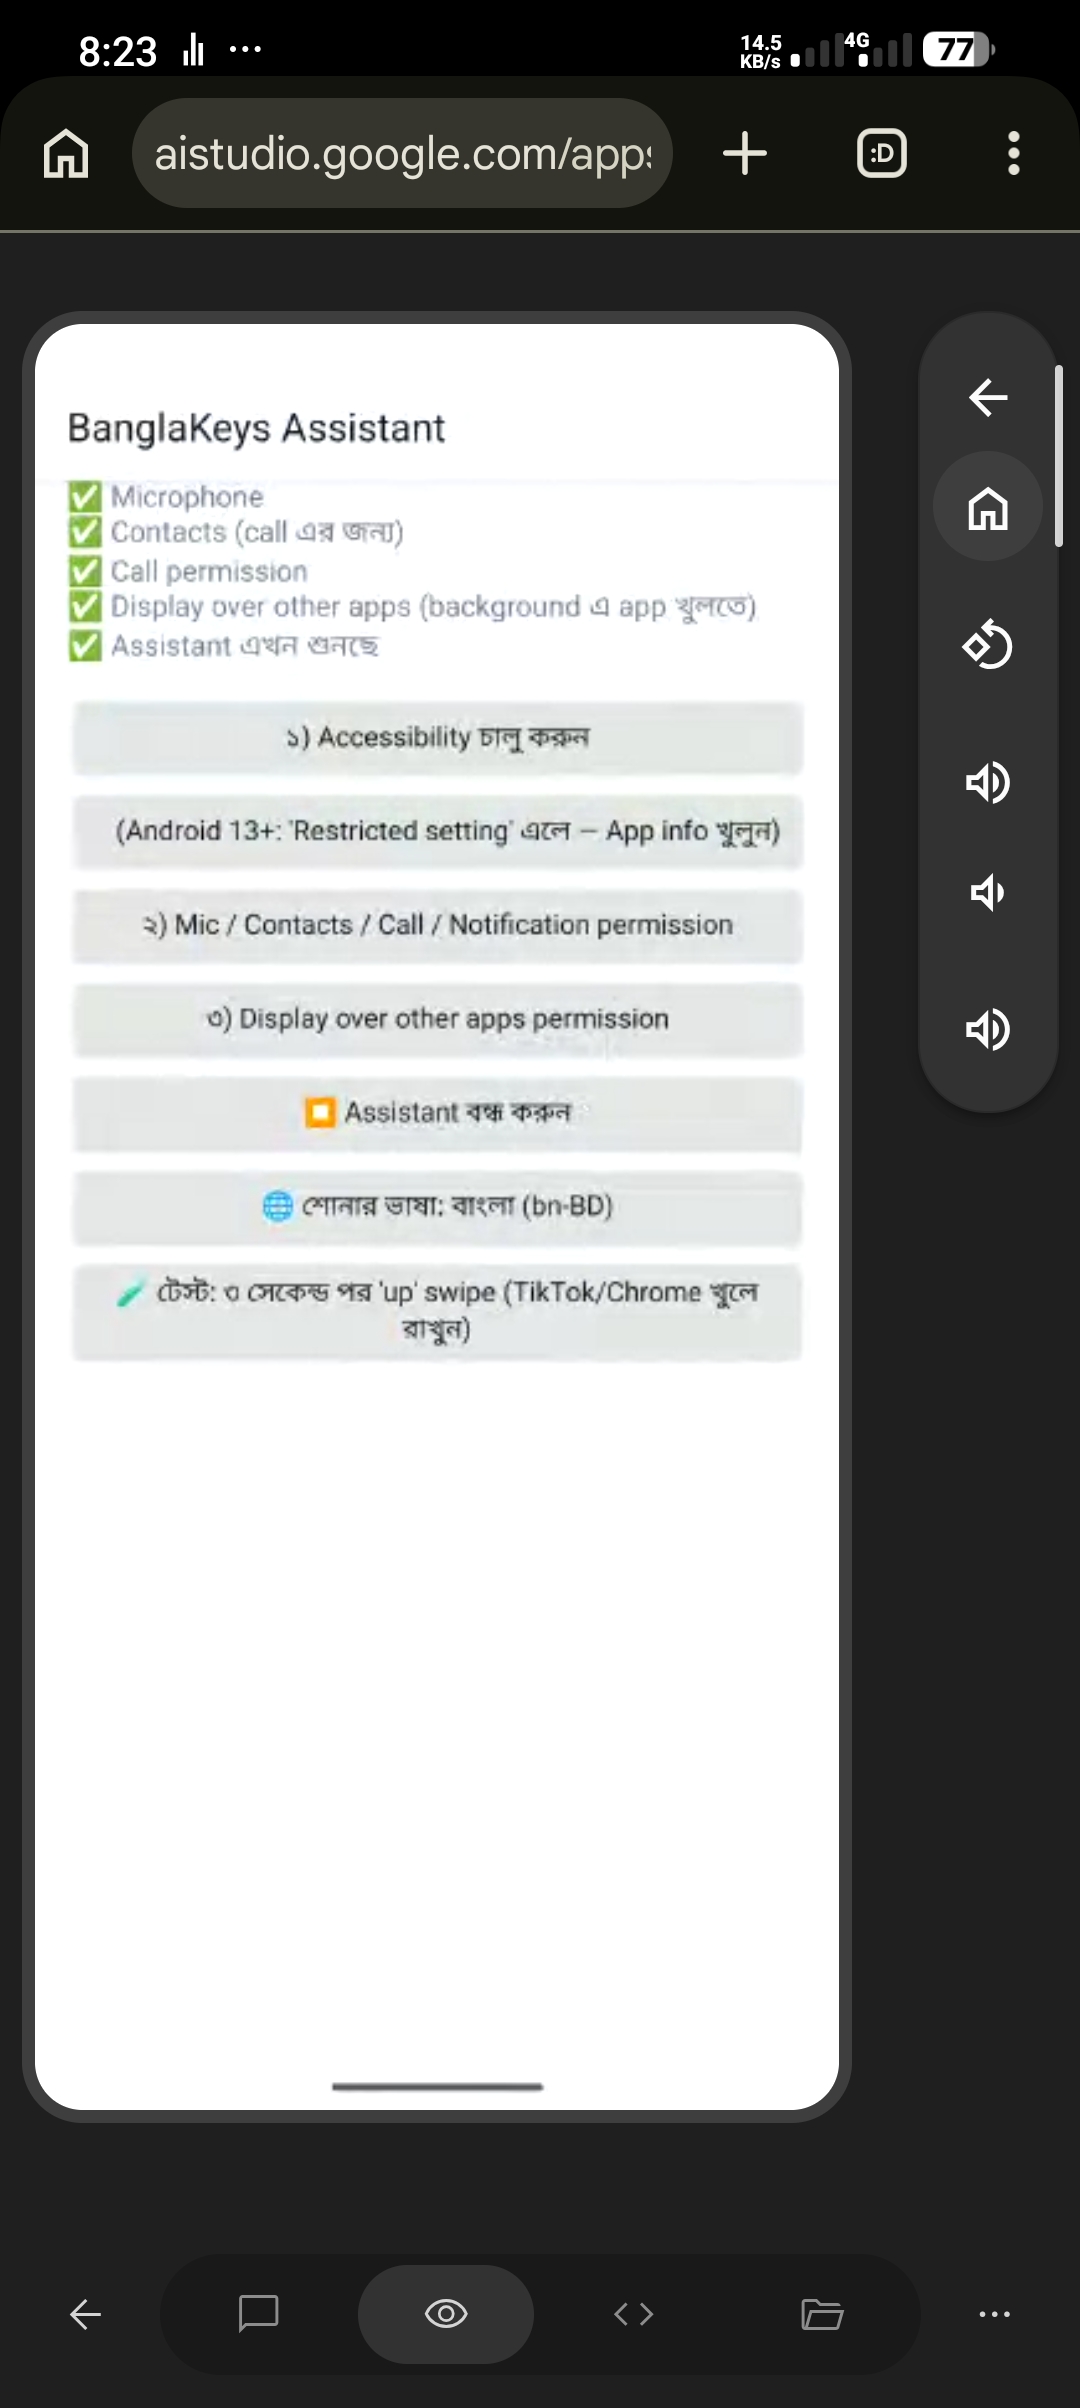 8:23
14.5
KB/s
4G
77
aistudio.google.com/apps
:D
BanglaKeys Assistant
✅ Microphone
✅ Contacts (call এর জন্য)
✅ Call permission
✅ Display over other apps (background এ app খুলতে)
✅ Assistant এখন শুনছে
১) Accessibility চালু করুন
(Android 13+: 'Restricted setting' এলে – App info খুলুন)
২) Mic / Contacts / Call / Notification permission
৩) Display over other apps permission
Assistant বন্ধ করুন
🌐 শোনার ভাষা: বাংলা (bn-BD)
🧪 টেস্ট: ৩ সেকেন্ড পর 'up' swipe (TikTok/Chrome খুলে
রাখুন)